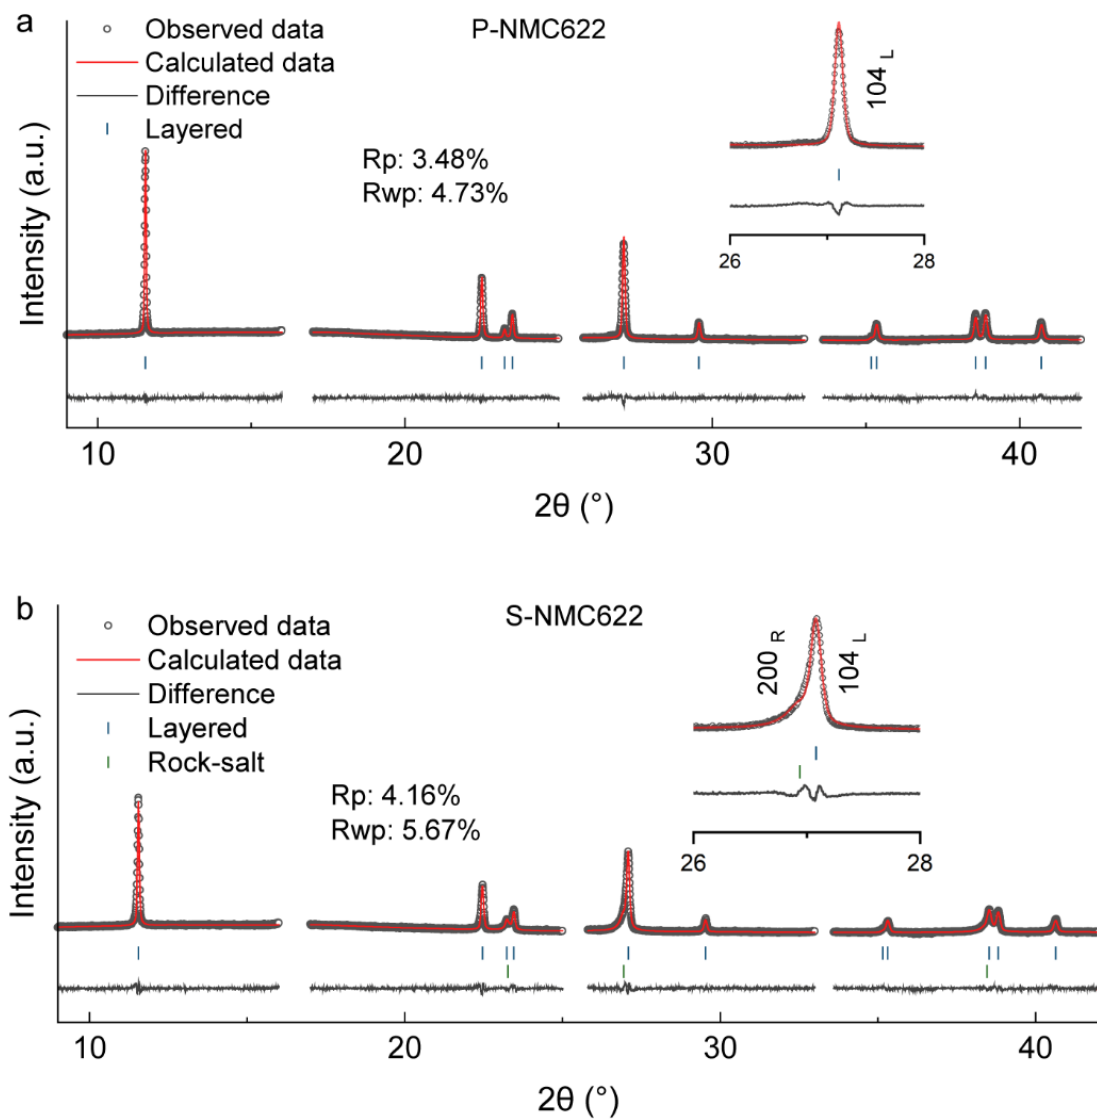 a
P-NMC622
Observed data
Calculated data
Difference
Layered
Rp: 3.48%
Rwp: 4.73%
104 L
26
28
Intensity (a.u.)
10
20
30
40
2θ (°)
b
S-NMC622
Observed data
Calculated data
Difference
Layered
Rock-salt
Rp: 4.16%
Rwp: 5.67%
200 R
104 L
26
28
Intensity (a.u.)
10
20
30
40
2θ (°)